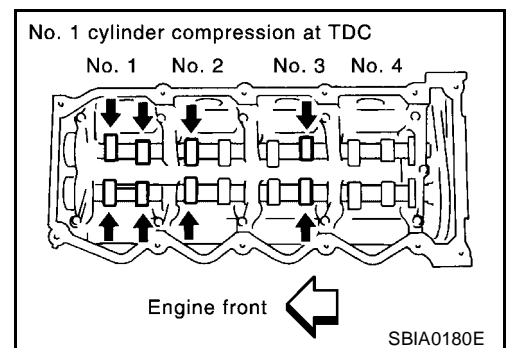 No. 1 cylinder compression at TDC
No. 1 No. 2 No. 3 No. 4
Engine front
SBIA0180E